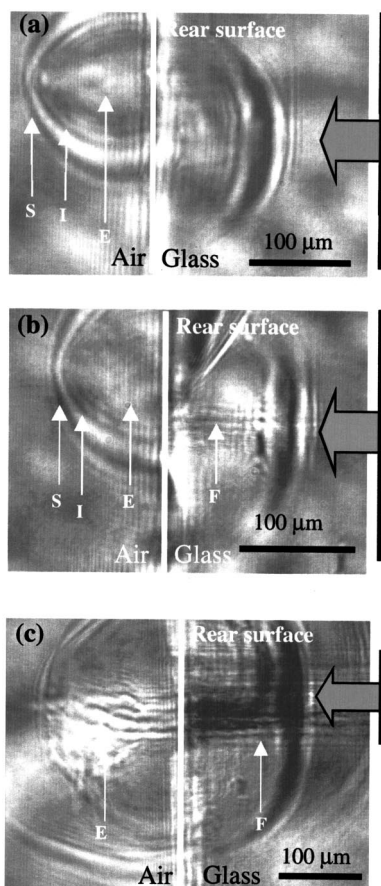 (a) Rear surface
S I E
Air Glass 100 µm
(b) Rear surface
S I E F
Air Glass 100 µm
(c) Rear surface
E F
Air Glass 100 µm